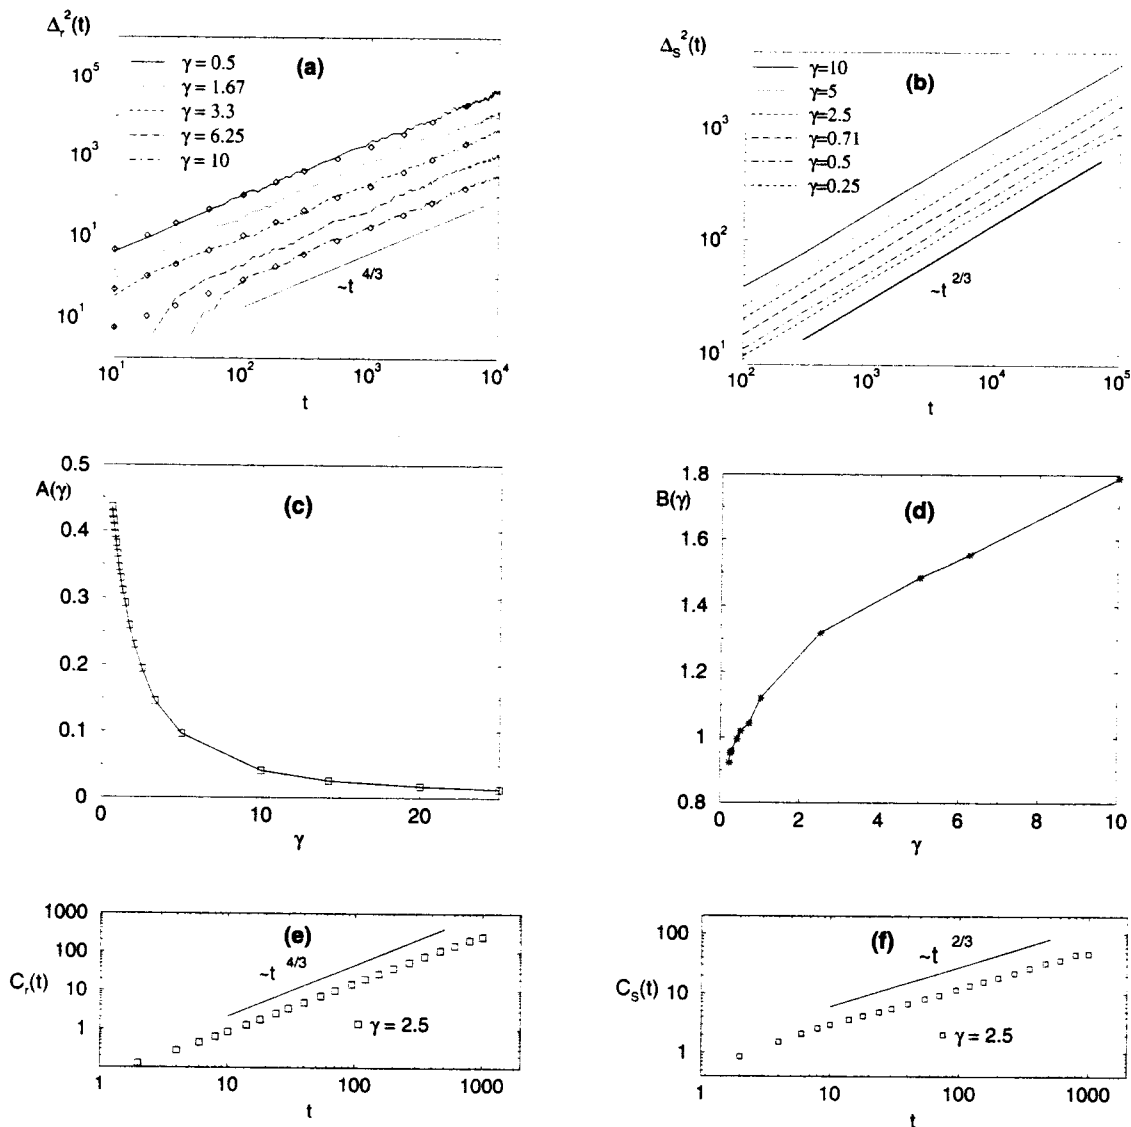 Δr²(t)
10⁵
10³
10¹
10¹
(a)
γ = 0.5
γ = 1.67
γ = 3.3
γ = 6.25
γ = 10
~t 4/3
10¹ 10² 10³ 10⁴
t
ΔS²(t)
10³
10²
10¹
(b)
γ=10
γ=5
γ=2.5
γ=0.71
γ=0.5
γ=0.25
~t 2/3
10² 10³ 10⁴ 10⁵
t
0.5
A(γ)
0.4
0.3
0.2
0.1
0
(c)
0 10 20
γ
1.8
B(γ)
1.6
1.4
1.2
1
0.8
(d)
0 2 4 6 8 10
γ
1000
100
Cr(t)
10
1
(e)
~t 4/3
γ = 2.5
1 10 100 1000
t
100
CS(t)
10
1
(f)
~t 2/3
γ = 2.5
1 10 100 1000
t